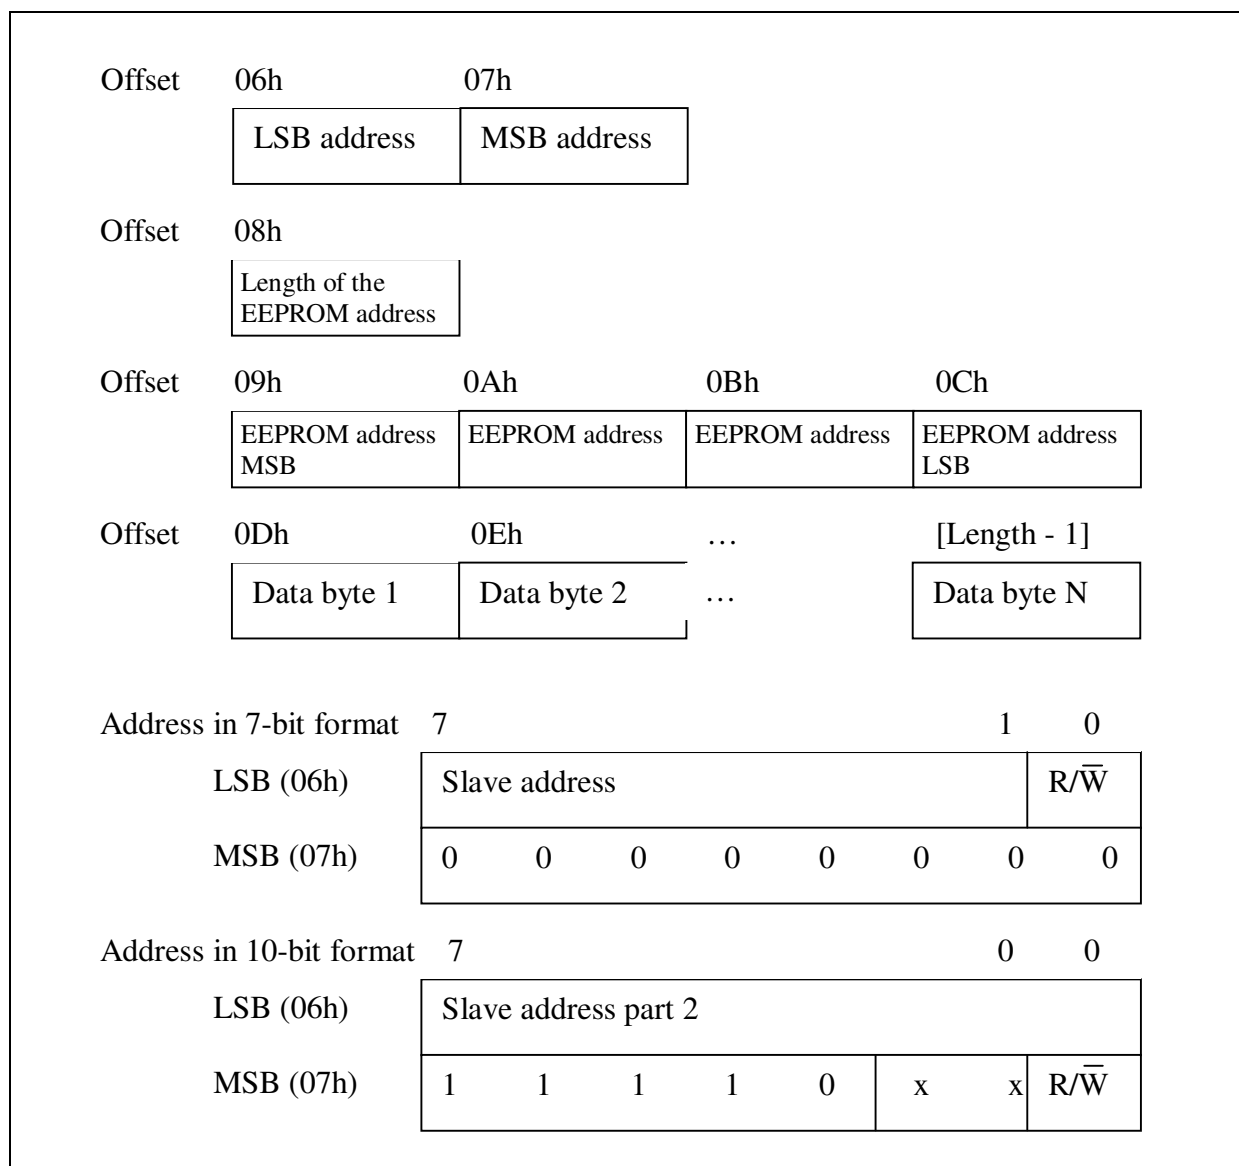 Offset 06h 07h
LSB address MSB address
Offset 08h
Length of the
EEPROM address
Offset 09h 0Ah 0Bh 0Ch
EEPROM address EEPROM address EEPROM address EEPROM address
MSB LSB
Offset 0Dh 0Eh … [Length - 1]
Data byte 1 Data byte 2 … Data byte N
Address in 7-bit format 7 1 0
LSB (06h) Slave address R/W̅
MSB (07h) 0 0 0 0 0 0 0 0
Address in 10-bit format 7 0 0
LSB (06h) Slave address part 2
MSB (07h) 1 1 1 1 0 x x R/W̅